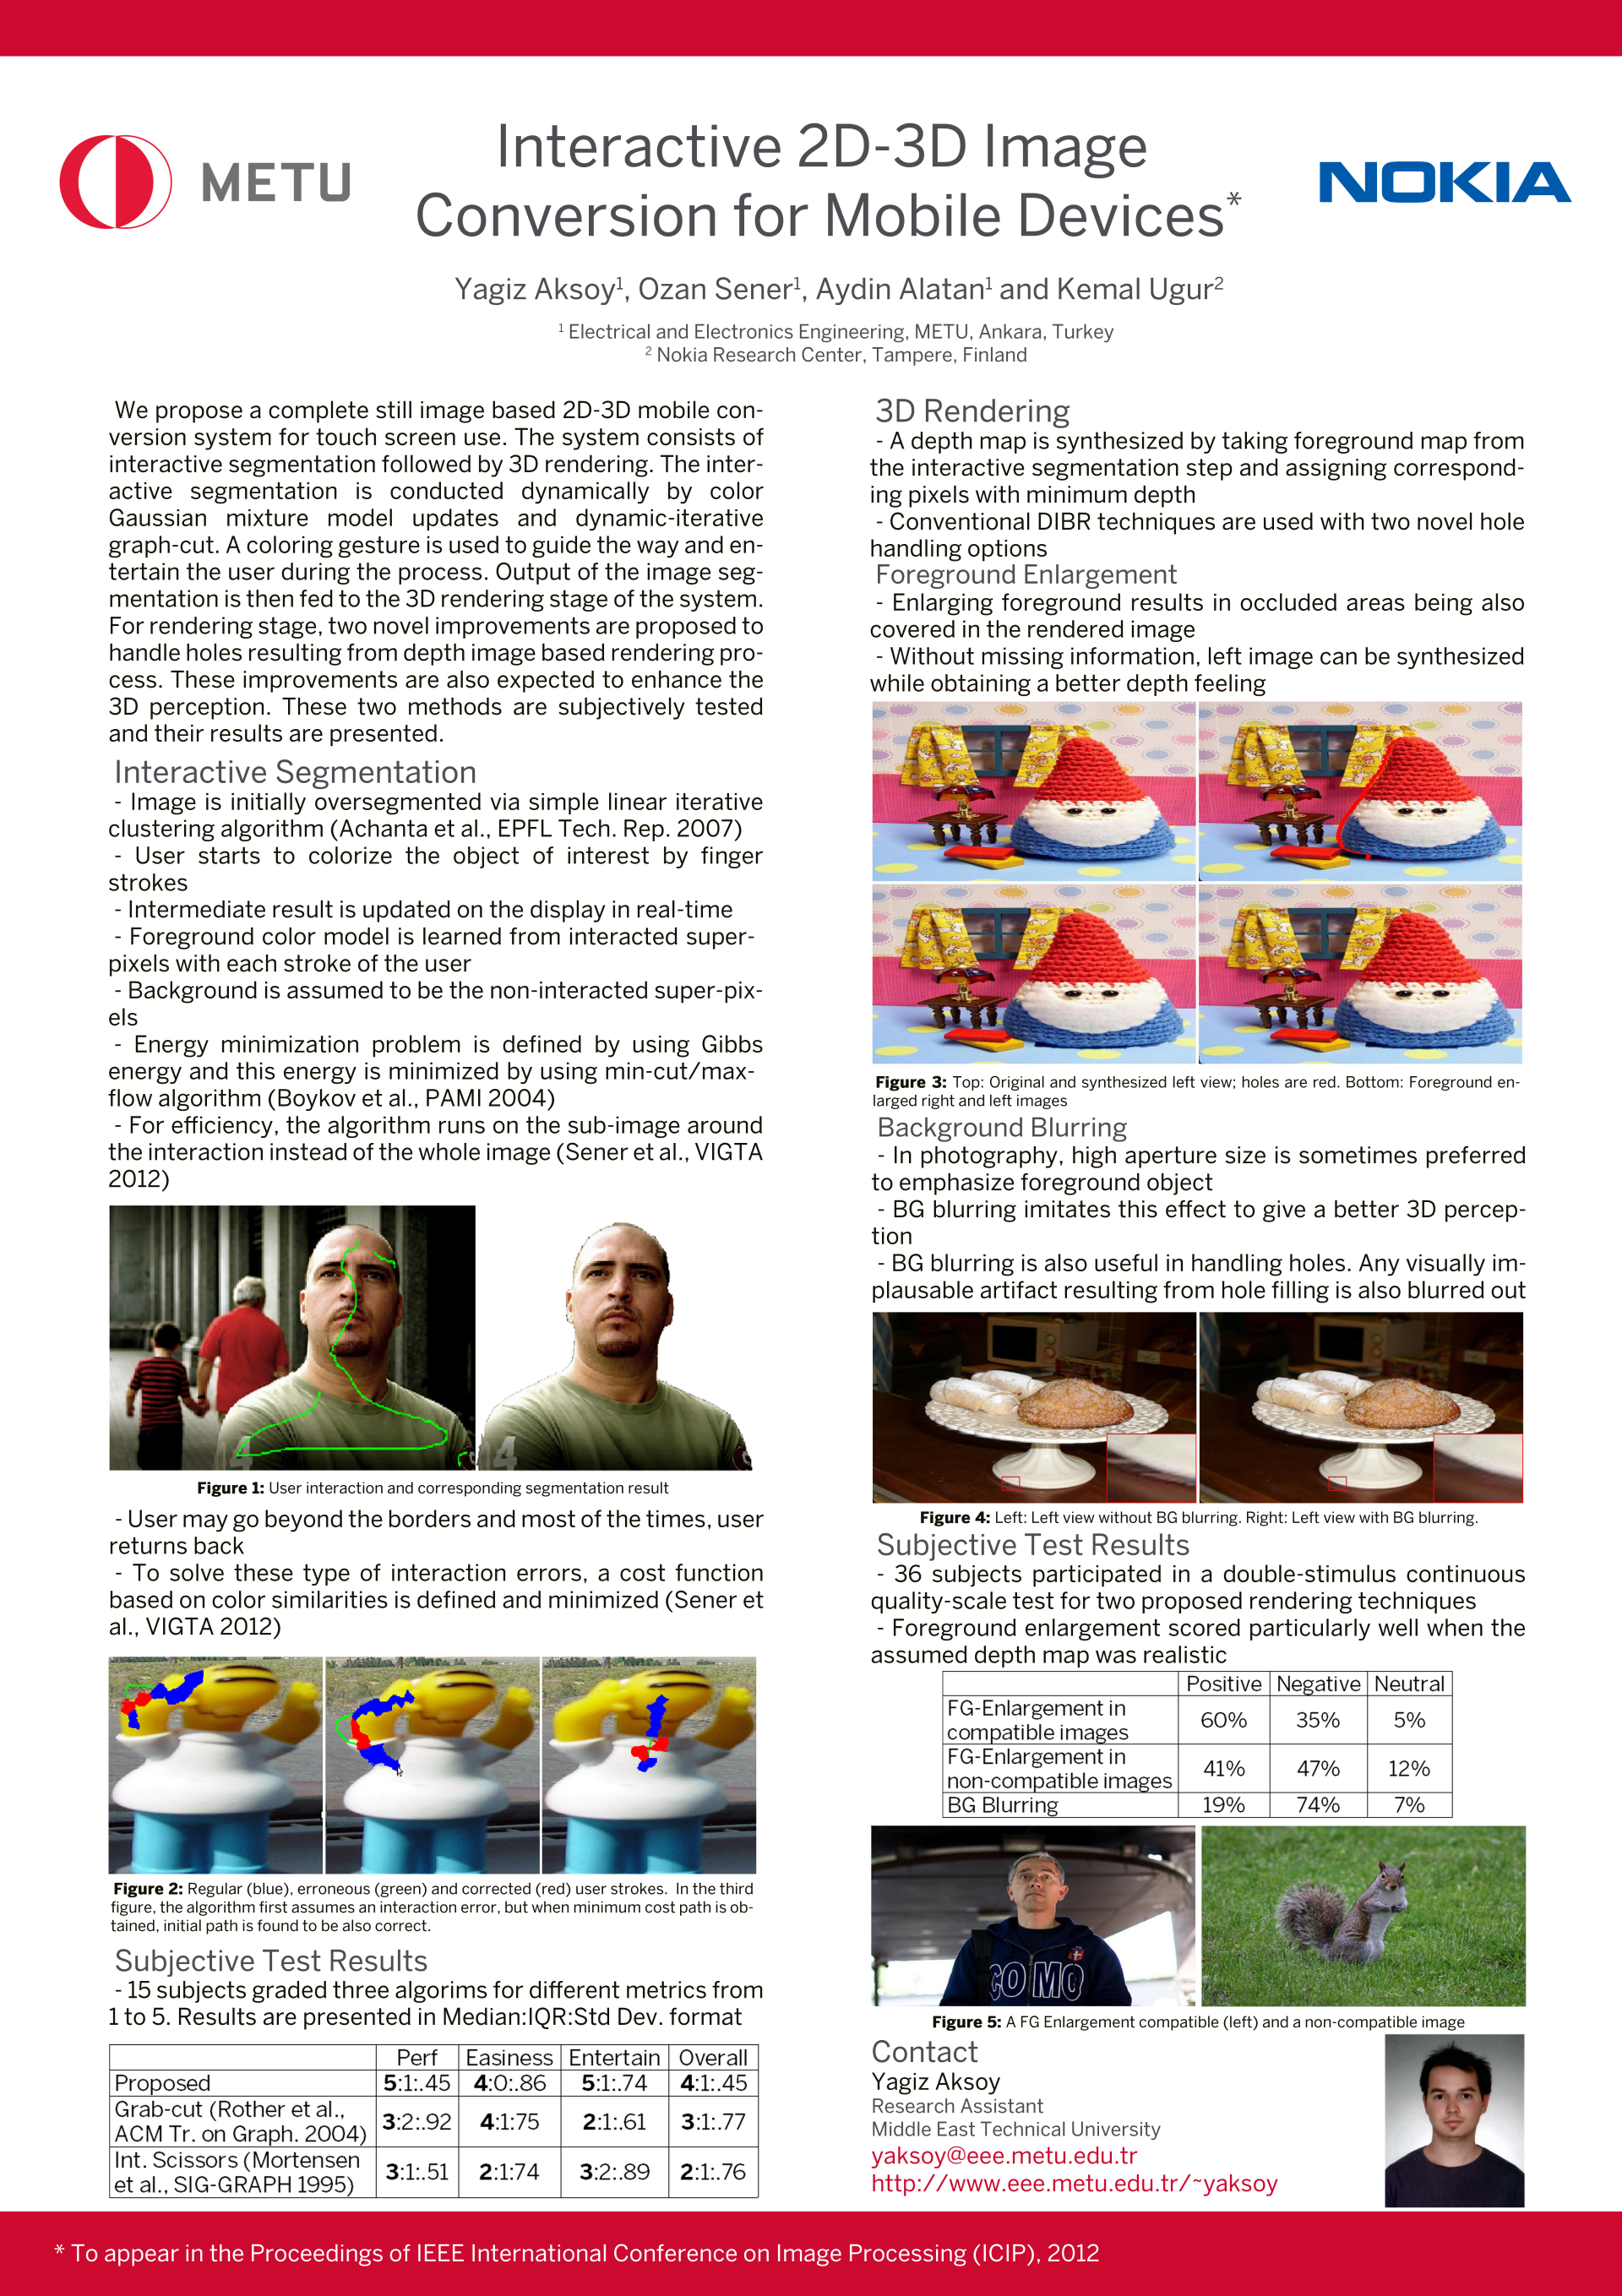 METU
Interactive 2D-3D Image
Conversion for Mobile Devices*
NOKIA
Yagiz Aksoy1, Ozan Sener1, Aydin Alatan1 and Kemal Ugur2
1 Electrical and Electronics Engineering, METU, Ankara, Turkey
2 Nokia Research Center, Tampere, Finland
We propose a complete still image based 2D-3D mobile con-
version system for touch screen use. The system consists of
interactive segmentation followed by 3D rendering. The inter-
active segmentation is conducted dynamically by color
Gaussian mixture model updates and dynamic-iterative
graph-cut. A coloring gesture is used to guide the way and en-
tertain the user during the process. Output of the image seg-
mentation is then fed to the 3D rendering stage of the system.
For rendering stage, two novel improvements are proposed to
handle holes resulting from depth image based rendering pro-
cess. These improvements are also expected to enhance the
3D perception. These two methods are subjectively tested
and their results are presented.
Interactive Segmentation
- Image is initially oversegmented via simple linear iterative
clustering algorithm (Achanta et al., EPFL Tech. Rep. 2007)
- User starts to colorize the object of interest by finger
strokes
- Intermediate result is updated on the display in real-time
- Foreground color model is learned from interacted super-
pixels with each stroke of the user
- Background is assumed to be the non-interacted super-pix-
els
- Energy minimization problem is defined by using Gibbs
energy and this energy is minimized by using min-cut/max-
flow algorithm (Boykov et al., PAMI 2004)
- For efficiency, the algorithm runs on the sub-image around
the interaction instead of the whole image (Sener et al., VIGTA
2012)
4
4
Figure 1: User interaction and corresponding segmentation result
- User may go beyond the borders and most of the times, user
returns back
- To solve these type of interaction errors, a cost function
based on color similarities is defined and minimized (Sener et
al., VIGTA 2012)
Figure 2: Regular (blue), erroneous (green) and corrected (red) user strokes. In the third
figure, the algorithm first assumes an interaction error, but when minimum cost path is ob-
tained, initial path is found to be also correct.
Subjective Test Results
- 15 subjects graded three algorims for different metrics from
1 to 5. Results are presented in Median:IQR:Std Dev. format
Perf Easiness Entertain Overall
Proposed 5:1:.45 4:0:.86 5:1:.74 4:1:.45
Grab-cut (Rother et al.,
ACM Tr. on Graph. 2004) 3:2:.92 4:1:75 2:1:.61 3:1:.77
Int. Scissors (Mortensen
et al., SIG-GRAPH 1995) 3:1:.51 2:1:74 3:2:.89 2:1:.76
3D Rendering
- A depth map is synthesized by taking foreground map from
the interactive segmentation step and assigning correspond-
ing pixels with minimum depth
- Conventional DIBR techniques are used with two novel hole
handling options
Foreground Enlargement
- Enlarging foreground results in occluded areas being also
covered in the rendered image
- Without missing information, left image can be synthesized
while obtaining a better depth feeling
Figure 3: Top: Original and synthesized left view; holes are red. Bottom: Foreground en-
larged right and left images
Background Blurring
- In photography, high aperture size is sometimes preferred
to emphasize foreground object
- BG blurring imitates this effect to give a better 3D percep-
tion
- BG blurring is also useful in handling holes. Any visually im-
plausable artifact resulting from hole filling is also blurred out
Figure 4: Left: Left view without BG blurring. Right: Left view with BG blurring.
Subjective Test Results
- 36 subjects participated in a double-stimulus continuous
quality-scale test for two proposed rendering techniques
- Foreground enlargement scored particularly well when the
assumed depth map was realistic
Positive Negative Neutral
FG-Enlargement in
compatible images 60% 35% 5%
FG-Enlargement in
non-compatible images 41% 47% 12%
BG Blurring 19% 74% 7%
COMO
Figure 5: A FG Enlargement compatible (left) and a non-compatible image
Contact
Yagiz Aksoy
Research Assistant
Middle East Technical University
yaksoy@eee.metu.edu.tr
http://www.eee.metu.edu.tr/~yaksoy
* To appear in the Proceedings of IEEE International Conference on Image Processing (ICIP), 2012